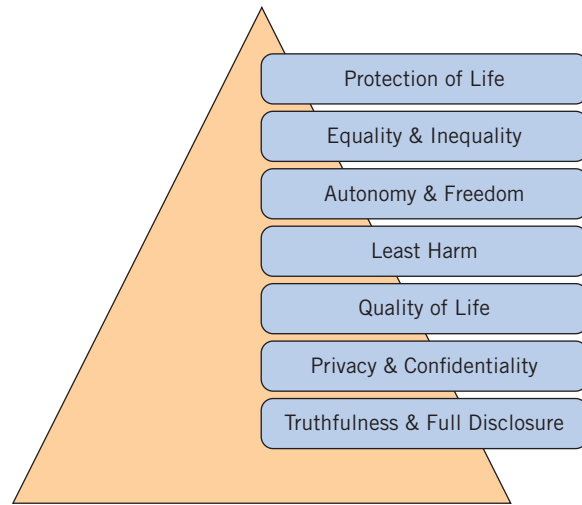 Protection of Life
Equality & Inequality
Autonomy & Freedom
Least Harm
Quality of Life
Privacy & Confidentiality
Truthfulness & Full Disclosure